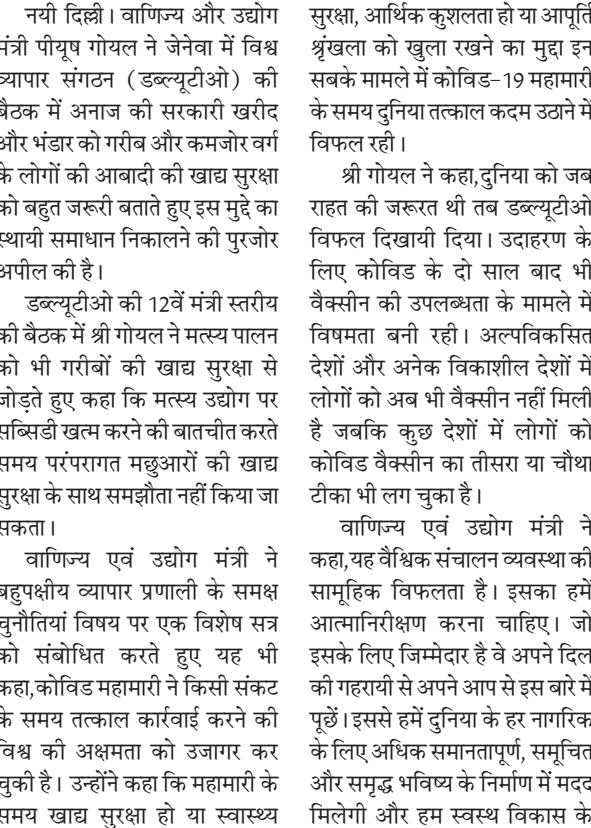 नयी दिल्ली। वाणिज्य और उद्योग
मंत्री पीयूष गोयल ने जेनेवा में विश्व
व्यापार संगठन (डब्ल्यूटीओ) की
बैठक में अनाज की सरकारी खरीद
और भंडार को गरीब और कमजोर वर्ग
के लोगों की आबादी की खाद्य सुरक्षा
को बहुत जरूरी बताते हुए इस मुद्दे का
स्थायी समाधान निकालने की पुरजोर
अपील की है।
डब्ल्यूटीओ की 12वें मंत्री स्तरीय
की बैठक में श्री गोयल ने मत्स्य पालन
को भी गरीबों की खाद्य सुरक्षा से
जोड़ते हुए कहा कि मत्स्य उद्योग पर
सब्सिडी खत्म करने की बातचीत करते
समय परंपरागत मछुआरों की खाद्य
सुरक्षा के साथ समझौता नहीं किया जा
सकता।
वाणिज्य एवं उद्योग मंत्री ने
बहुपक्षीय व्यापार प्रणाली के समक्ष
चुनौतियां विषय पर एक विशेष सत्र
को संबोधित करते हुए यह भी
कहा,कोविड महामारी ने किसी संकट
के समय तत्काल कार्रवाई करने की
विश्व की अक्षमता को उजागर कर
चुकी है। उन्होंने कहा कि महामारी के
समय खाद्य सुरक्षा हो या स्वास्थ्य
सुरक्षा, आर्थिक कुशलता हो या आपूर्ति
श्रृंखला को खुला रखने का मुद्दा इन
सबके मामले में कोविड-19 महामारी
के समय दुनिया तत्काल कदम उठाने में
विफल रही।
श्री गोयल ने कहा,दुनिया को जब
राहत की जरूरत थी तब डब्ल्यूटीओ
विफल दिखायी दिया। उदाहरण के
लिए कोविड के दो साल बाद भी
वैक्सीन की उपलब्धता के मामले में
विषमता बनी रही। अल्पविकसित
देशों और अनेक विकाशील देशों में
लोगों को अब भी वैक्सीन नहीं मिली
है जबकि कुछ देशों में लोगों को
कोविड वैक्सीन का तीसरा या चौथा
टीका भी लग चुका है।
वाणिज्य एवं उद्योग मंत्री ने
कहा,यह वैश्विक संचालन व्यवस्था की
सामूहिक विफलता है। इसका हमें
आत्मानिरीक्षण करना चाहिए। जो
इसके लिए जिम्मेदार है वे अपने दिल
की गहरायी से अपने आप से इस बारे में
पूछें। इससे हमें दुनिया के हर नागरिक
के लिए अधिक समानतापूर्ण, समूचित
और समृद्ध भविष्य के निर्माण में मदद
मिलेगी और हम स्वस्थ विकास के